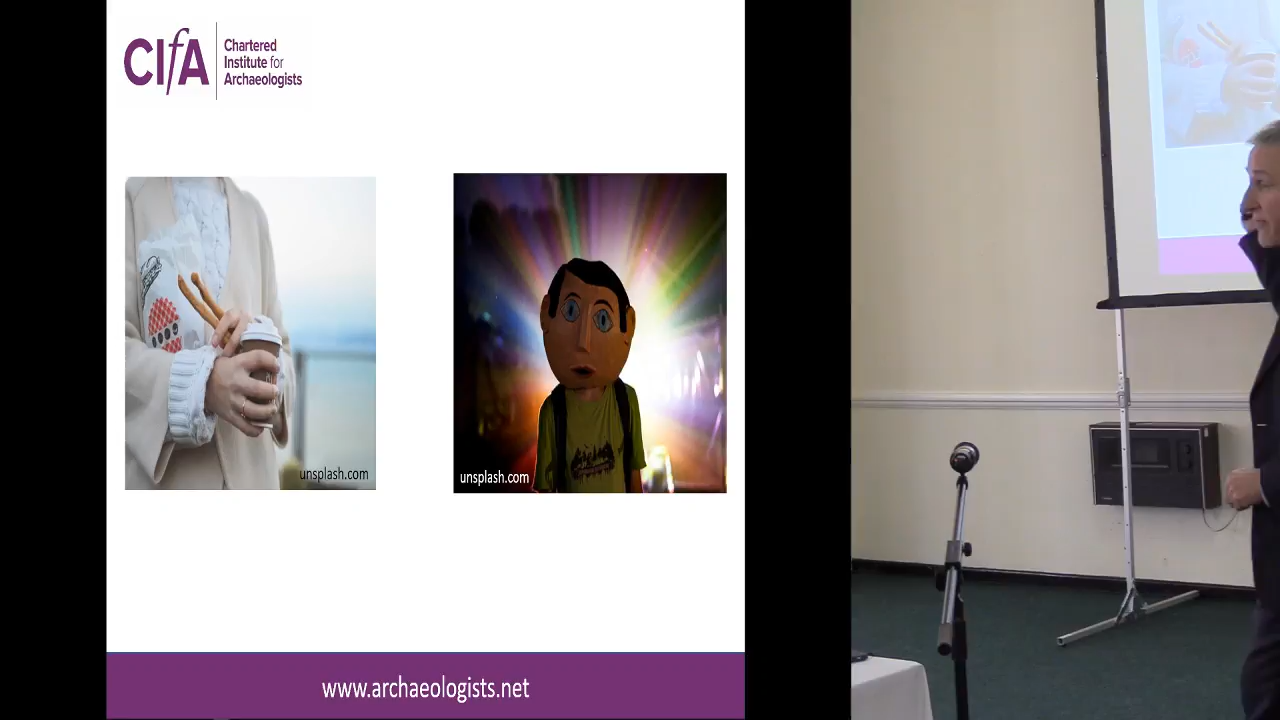 CIfA
Chartered
Institute for
Archaeologists
unsplash.com
unsplash.com
www.archaeologists.net